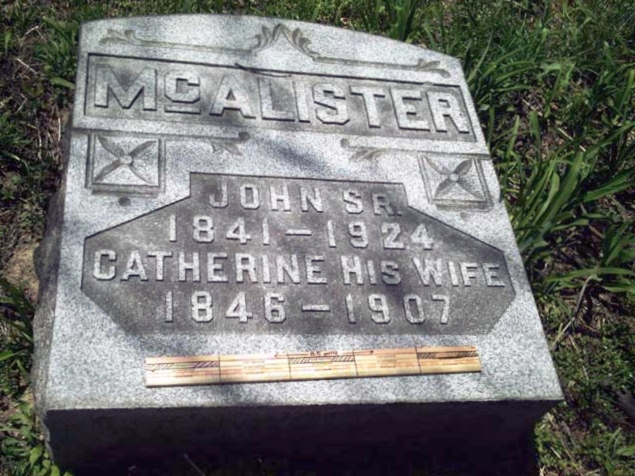 McALISTER
JOHN SR.
1841 – 1924
CATHERINE HIS WIFE
1846 – 1907